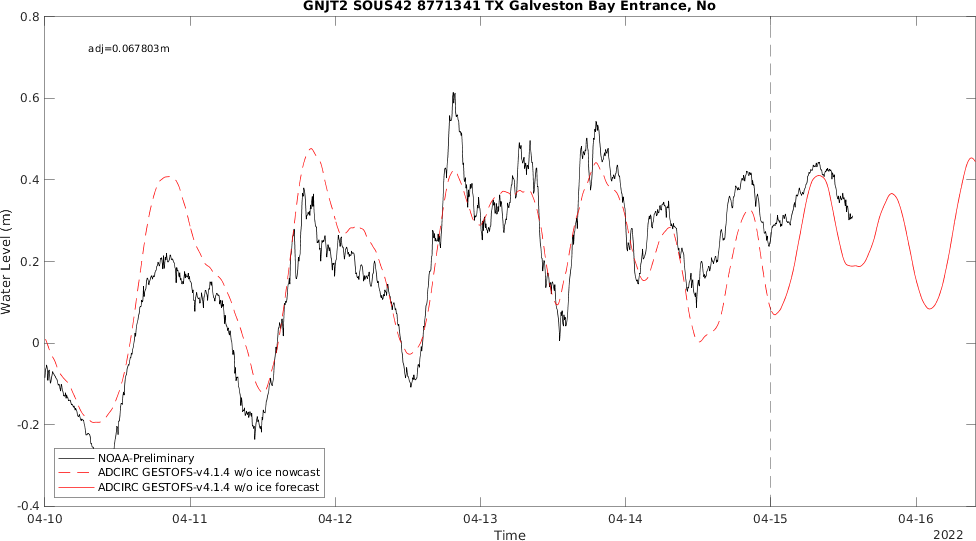 GNJT2 SOUS42 8771341 TX Galveston Bay Entrance, No
adj=0.067803m
0.8
0.6
0.4
0.2
0
-0.2
-0.4
Water Level (m)
NOAA-Preliminary
ADCIRC GESTOFS-v4.1.4 w/o ice nowcast
ADCIRC GESTOFS-v4.1.4 w/o ice forecast
04-10 04-11 04-12 04-13 04-14 04-15 04-16
Time
2022